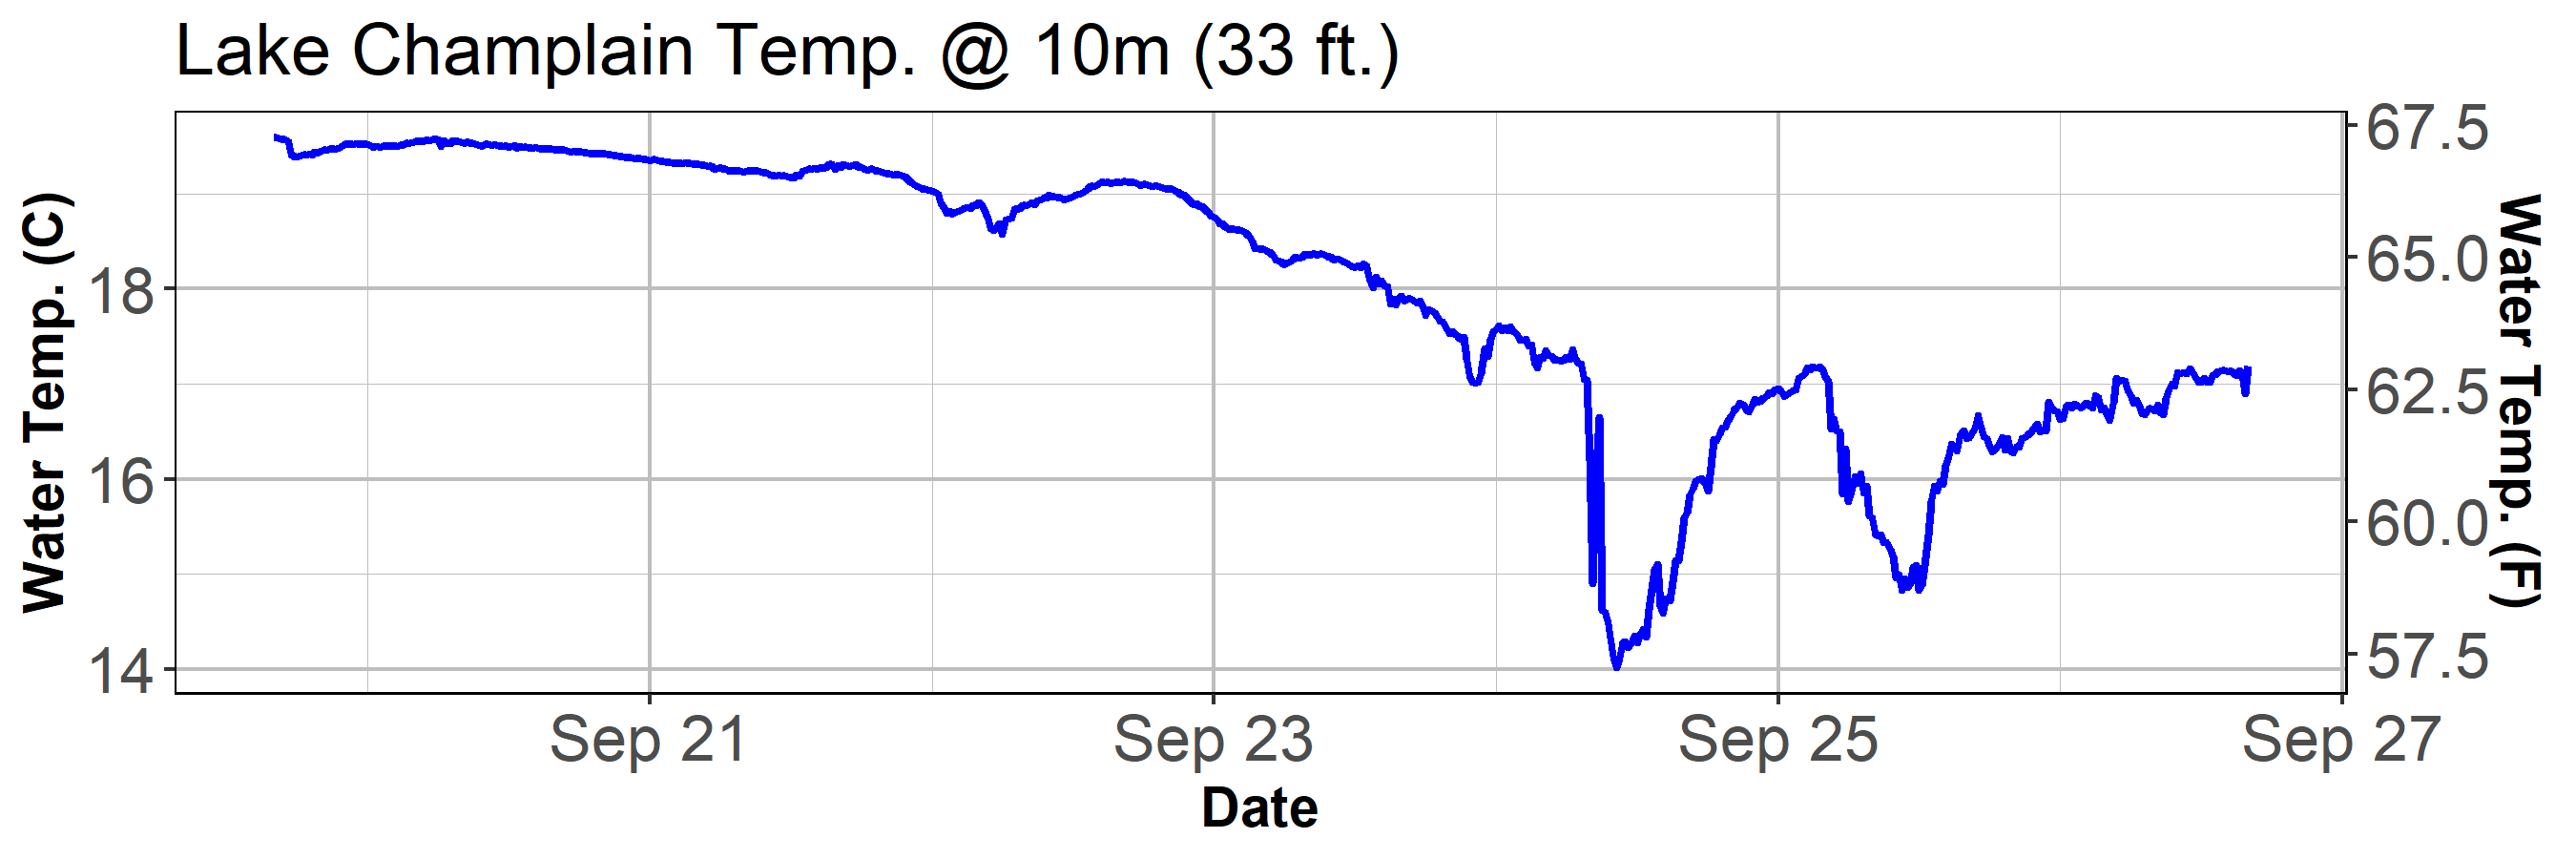 Lake Champlain Temp. @ 10m (33 ft.)
Water Temp. (C)
18
16
14
67.5
65.0
62.5
60.0
57.5
Water Temp. (F)
Sep 21
Sep 23
Sep 25
Sep 27
Date